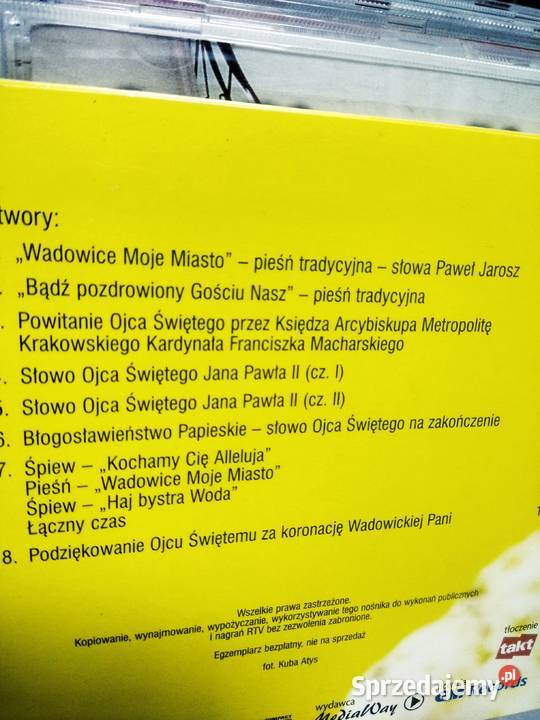 twory:
„Wadowice Moje Miasto” – pieśń tradycyjna – słowa Paweł Jarosz
„Bądź pozdrowiony Gościu Nasz” – pieśń tradycyjna
Powitanie Ojca Świętego przez Księdza Arcybiskupa Metropolitę
Krakowskiego Kardynała Franciszka Macharskiego
4. Słowo Ojca Świętego Jana Pawła II (cz. I)
5. Słowo Ojca Świętego Jana Pawła II (cz. II)
6. Błogosławieństwo Papieskie – słowo Ojca Świętego na zakończenie
7. Śpiew – „Kochamy Cię Alleluja”
Pieśń – „Wadowice Moje Miasto”
Śpiew – „Haj bystra Woda”
Łączny czas
8. Podziękowanie Ojcu Świętemu za koronację Wadowickiej Pani
Wszelkie prawa zastrzeżone.
Kopiowanie, wynajmowanie, wypożyczanie, wykorzystywanie tego nośnika do wykonań publicznych
i nagrań RTV bez zezwolenia zabronione.
Egzemplarz bezpłatny, nie na sprzedaż
fot. Kuba Atys
tłoczenie
takt
wydawca
MediaWay
records
Sprzedajemy.pl